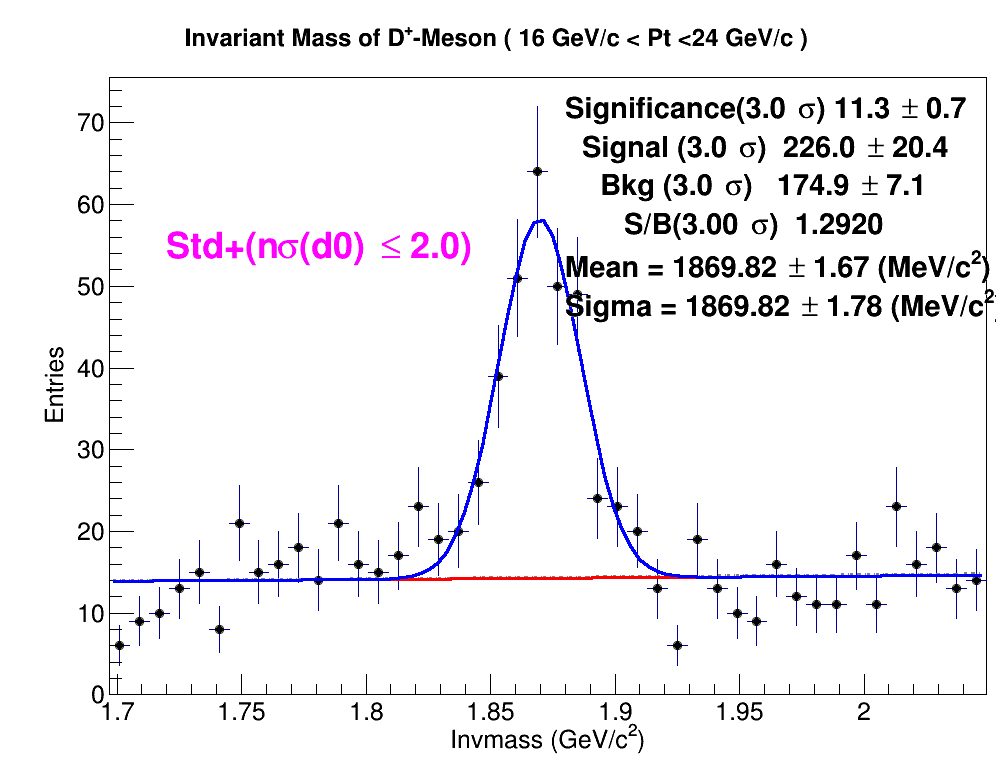 Invariant Mass of D⁺-Meson ( 16 GeV/c < Pt <24 GeV/c )
Significance(3.0 σ) 11.3 ± 0.7
Signal (3.0 σ) 226.0 ± 20.4
Bkg (3.0 σ) 174.9 ± 7.1
S/B(3.00 σ) 1.2920
Mean = 1869.82 ± 1.67 (MeV/c²)
Sigma = 1869.82 ± 1.78 (MeV/c²)
Std+(nσ(d0) ≤ 2.0)
Entries
70
60
50
40
30
20
10
0
1.7 1.75 1.8 1.85 1.9 1.95 2
Invmass (GeV/c²)